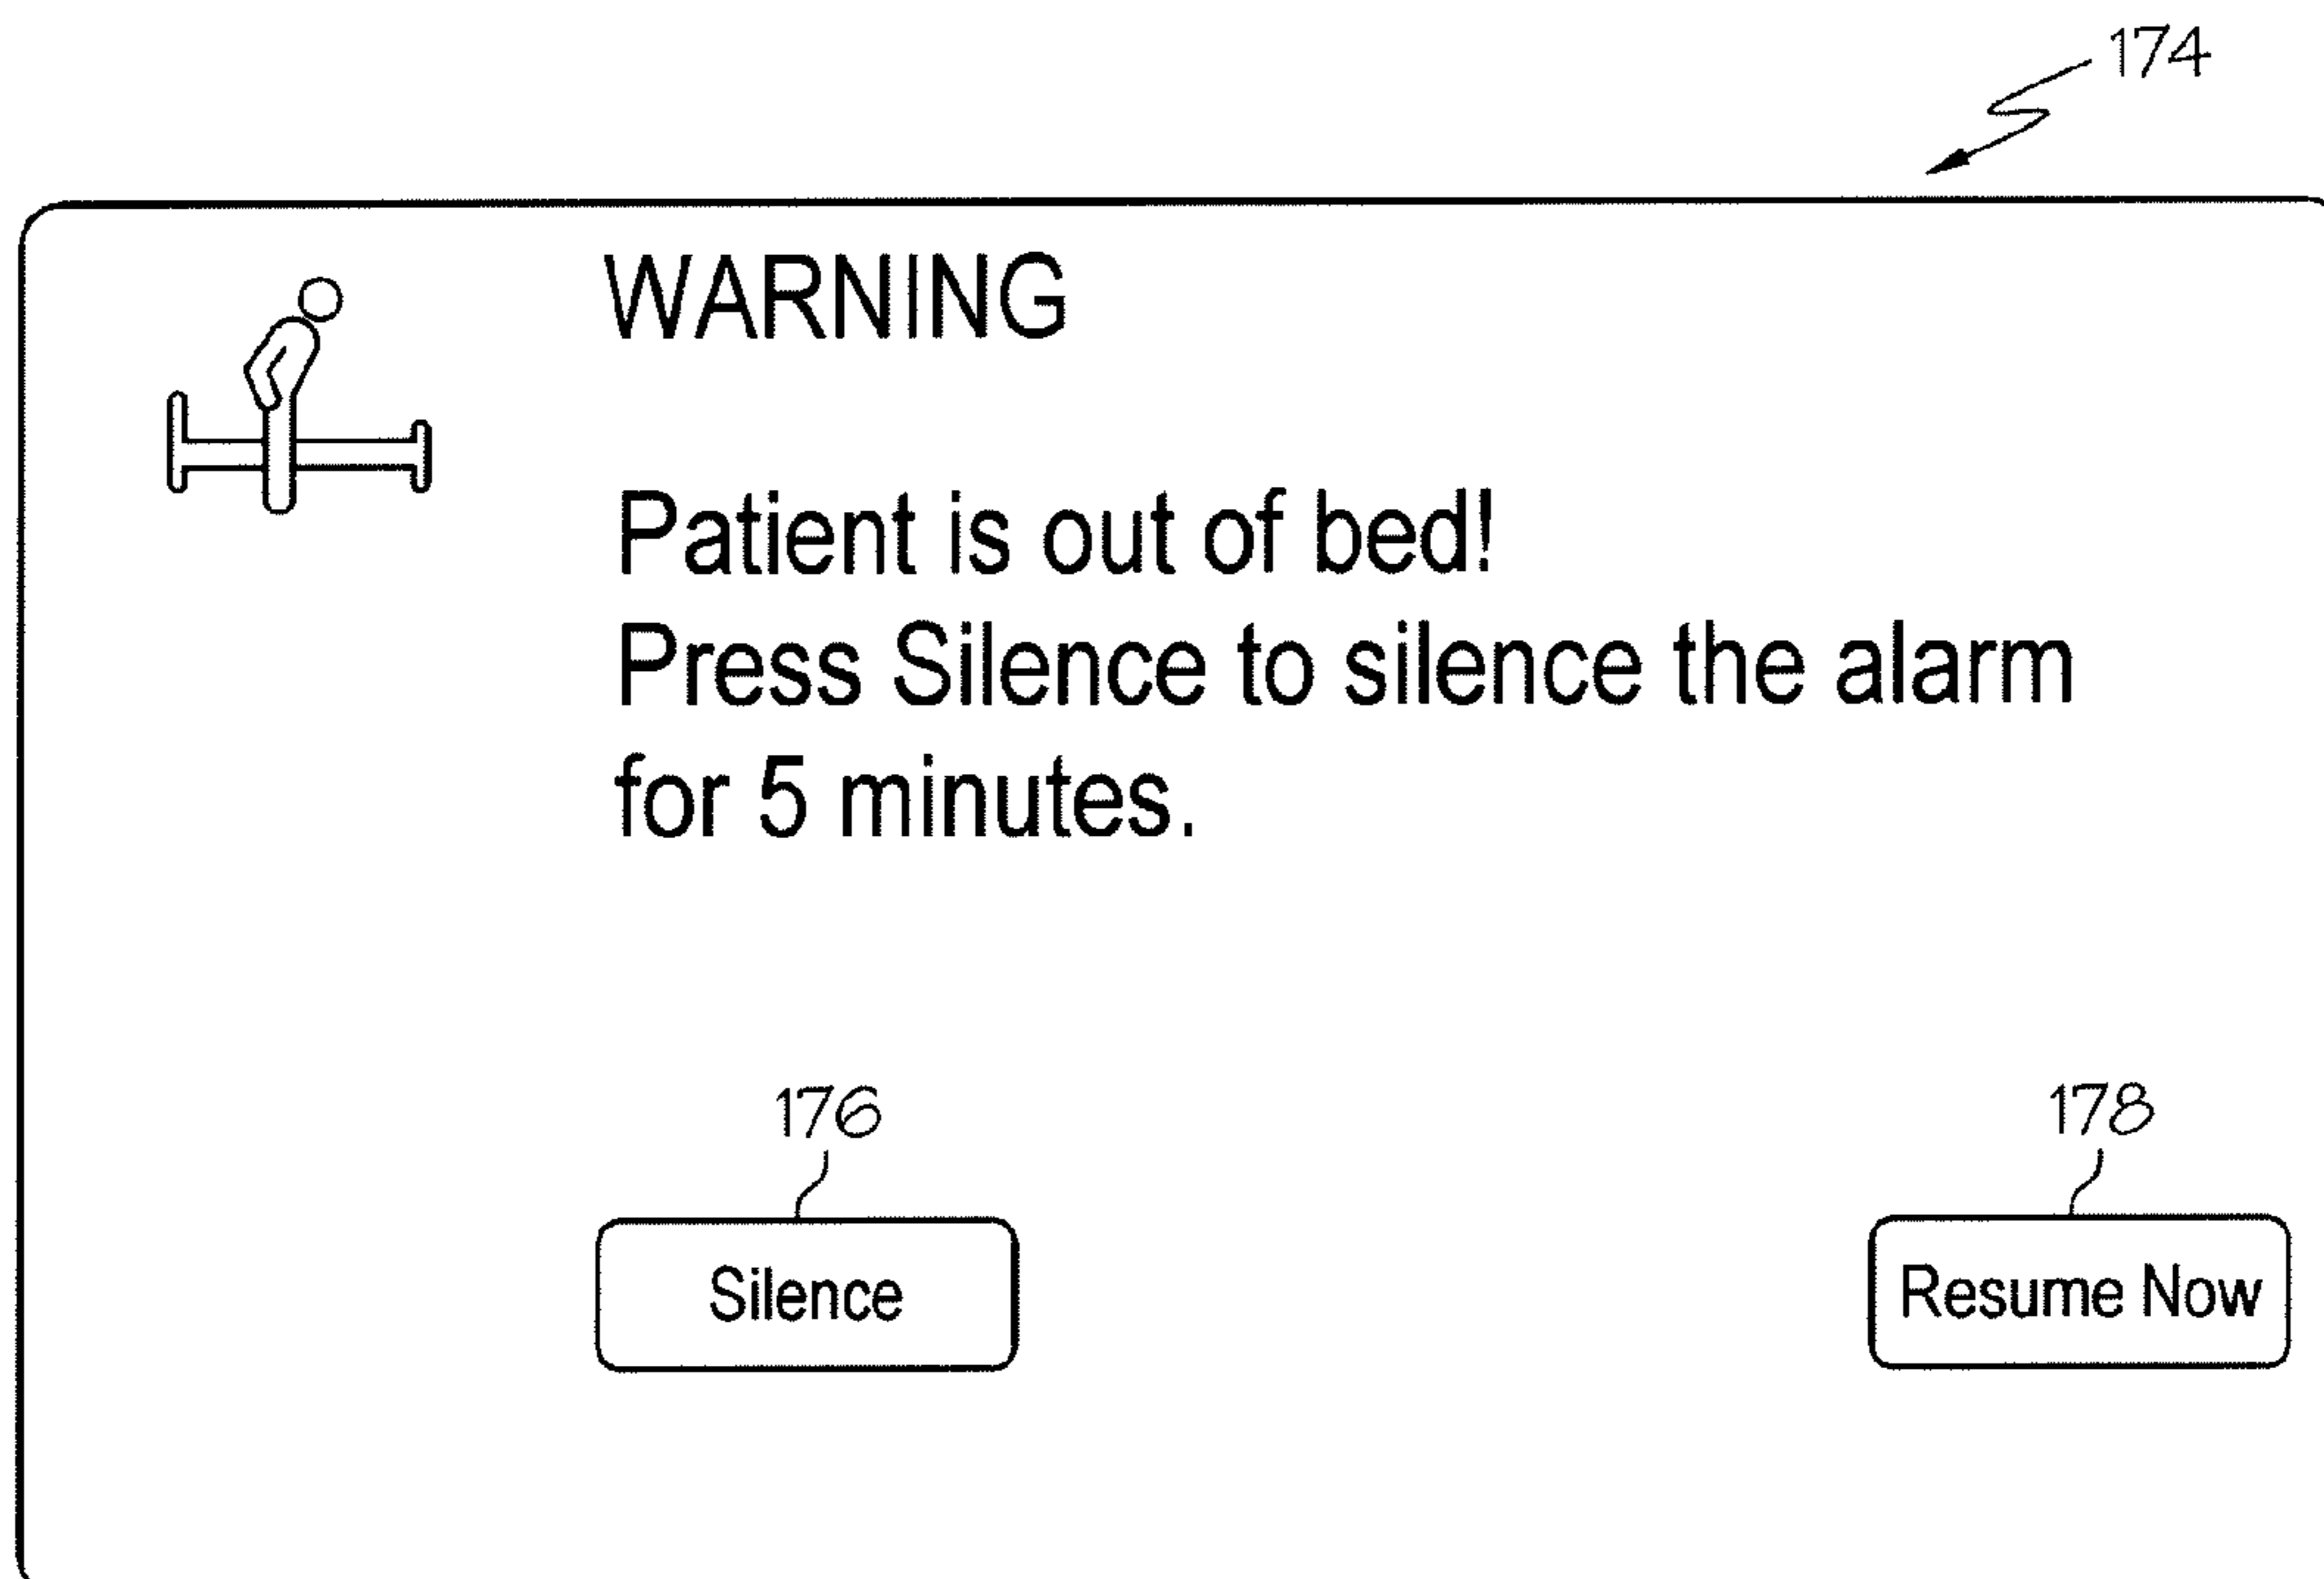 174
WARNING
Patient is out of bed!
Press Silence to silence the alarm
for 5 minutes.
176
178
Silence
Resume Now